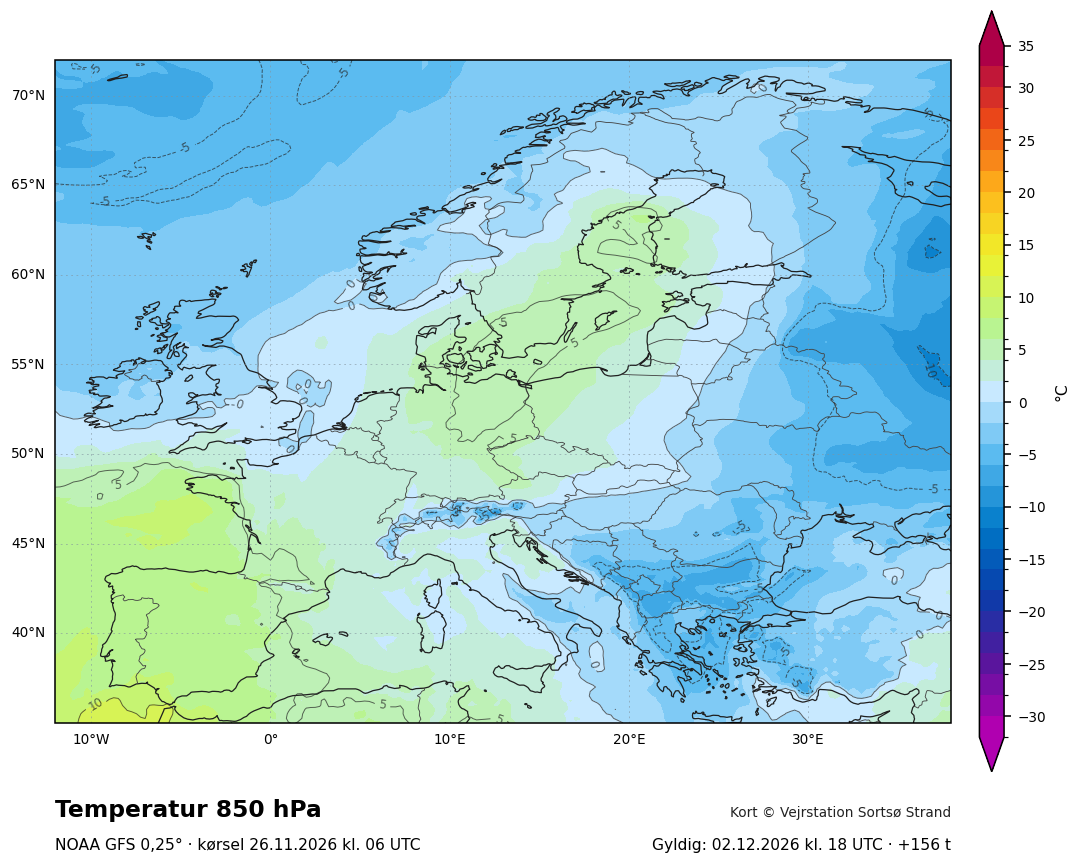 70°N
65°N
60°N
55°N
50°N
45°N
40°N
10°W
0°
10°E
20°E
30°E
35
30
25
20
15
10
5
0
−5
−10
−15
−20
−25
−30
°C
Temperatur 850 hPa
Kort © Vejrstation Sortsø Strand
NOAA GFS 0,25° · kørsel 26.11.2026 kl. 06 UTC
Gyldig: 02.12.2026 kl. 18 UTC · +156 t